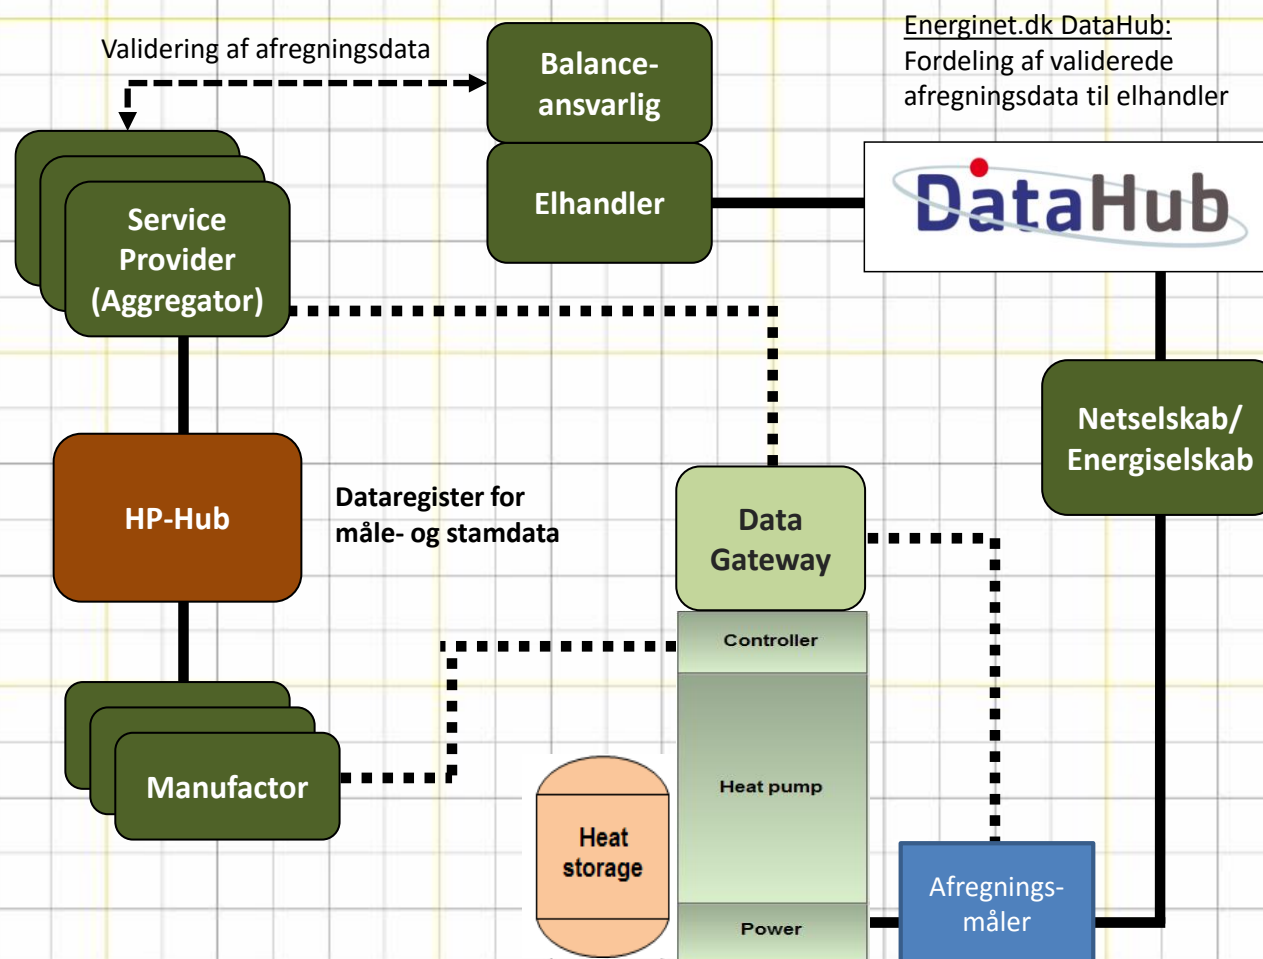 Validering af afregningsdata
Balance-
ansvarlig
Energinet.dk DataHub:
Fordeling af validerede
afregningsdata til elhandler
Elhandler
DataHub
Service
Provider
(Aggregator)
Netselskab/
Energiselskab
HP-Hub
Dataregister for
måle- og stamdata
Data
Gateway
Controller
Manufactor
Heat pump
Heat
storage
Afregnings-
måler
Power